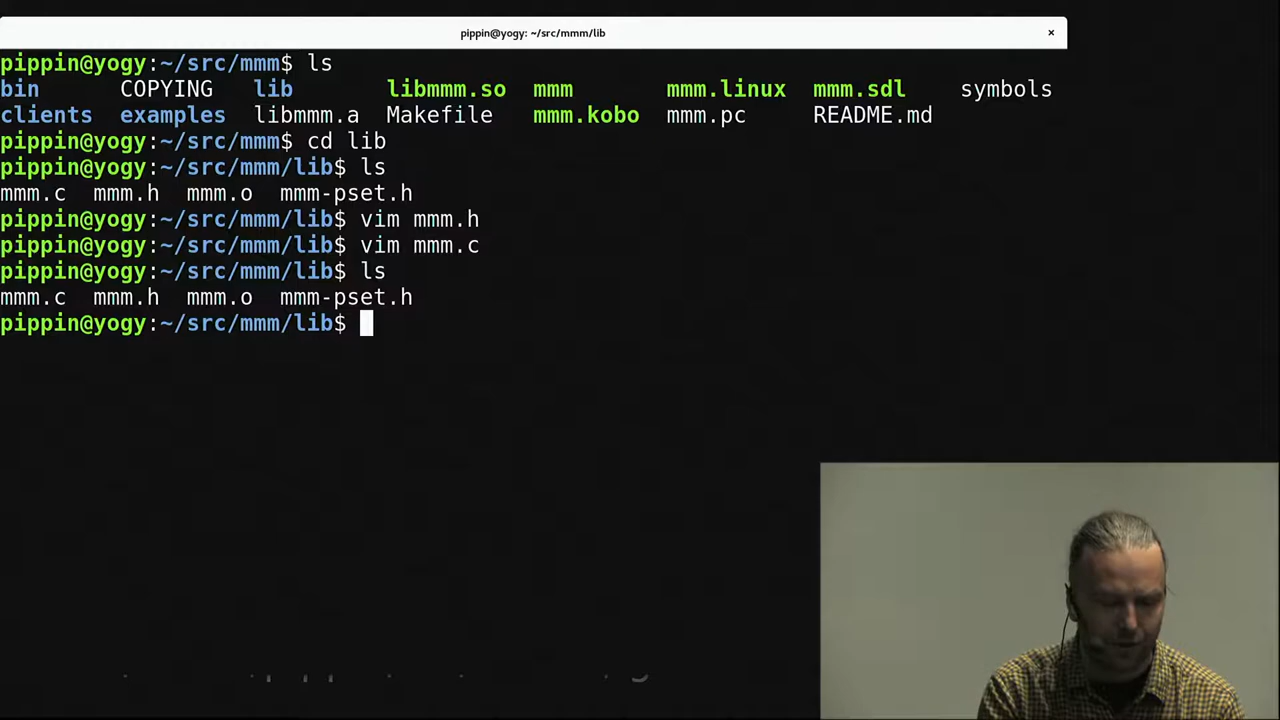 pippin@yogy: ~/src/mmm/lib ×
pippin@yogy:~/src/mmm$ ls
bin COPYING lib libmmm.so mmm mmm.linux mmm.sdl symbols
clients examples libmmm.a Makefile mmm.kobo mmm.pc README.md
pippin@yogy:~/src/mmm$ cd lib
pippin@yogy:~/src/mmm/lib$ ls
mmm.c mmm.h mmm.o mmm-pset.h
pippin@yogy:~/src/mmm/lib$ vim mmm.h
pippin@yogy:~/src/mmm/lib$ vim mmm.c
pippin@yogy:~/src/mmm/lib$ ls
mmm.c mmm.h mmm.o mmm-pset.h
pippin@yogy:~/src/mmm/lib$